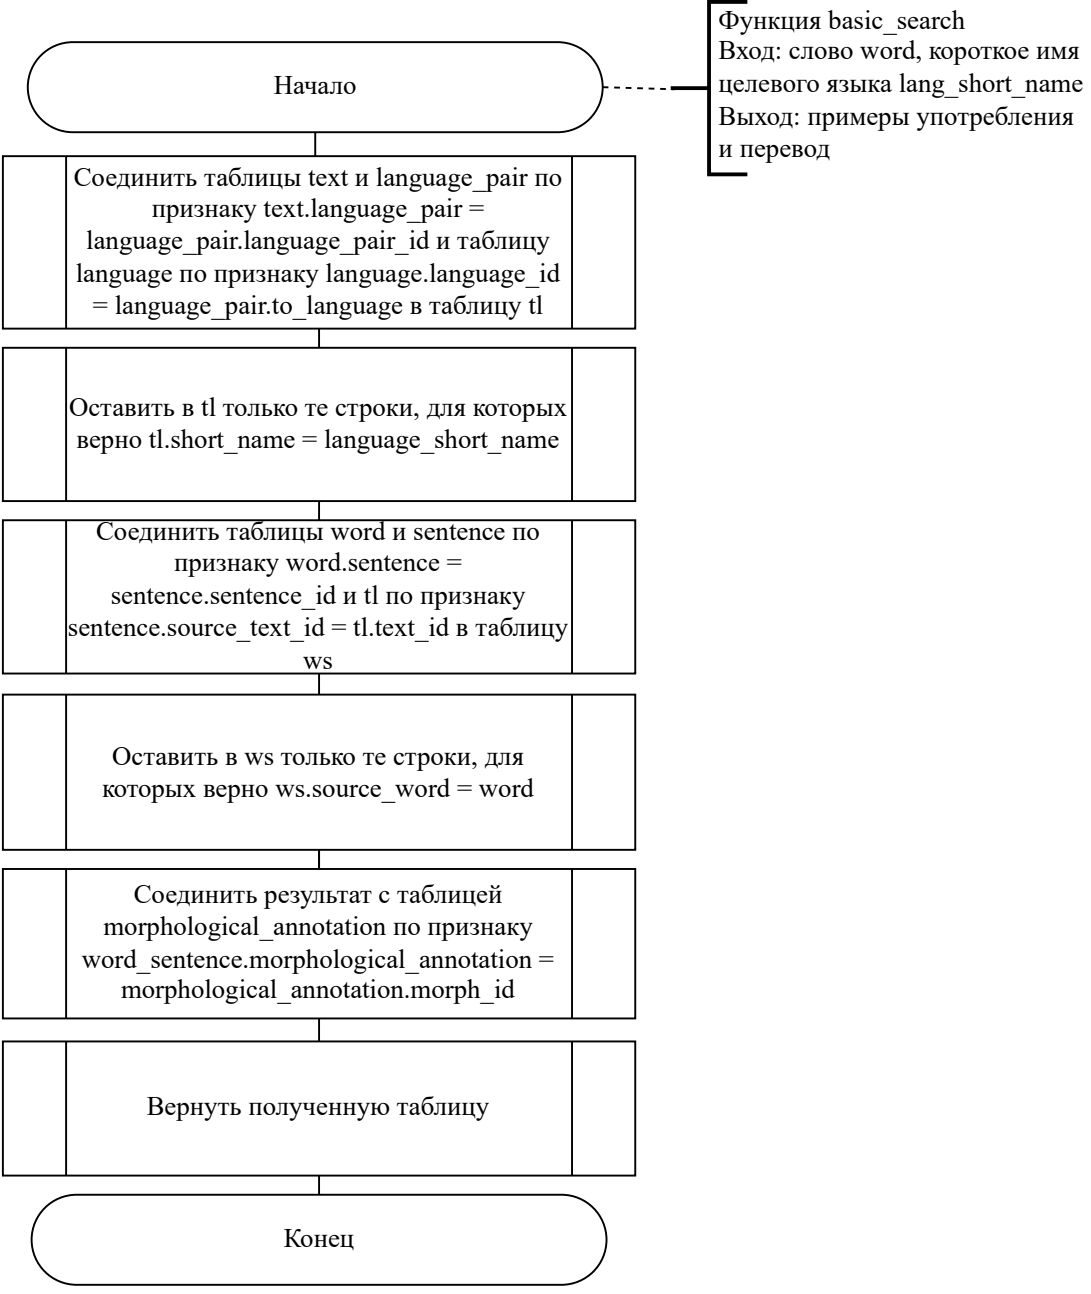 Функция basic_search
Вход: слово word, короткое имя
целевого языка lang_short_name
Выход: примеры употребления
и перевод
Начало
Соединить таблицы text и language_pair по
признаку text.language_pair =
language_pair.language_pair_id и таблицу
language по признаку language.language_id
= language_pair.to_language в таблицу tl
Оставить в tl только те строки, для которых
верно tl.short_name = language_short_name
Соединить таблицы word и sentence по
признаку word.sentence =
sentence.sentence_id и tl по признаку
sentence.source_text_id = tl.text_id в таблицу
ws
Оставить в ws только те строки, для
которых верно ws.source_word = word
Соединить результат с таблицей
morphological_annotation по признаку
word_sentence.morphological_annotation =
morphological_annotation.morph_id
Вернуть полученную таблицу
Конец